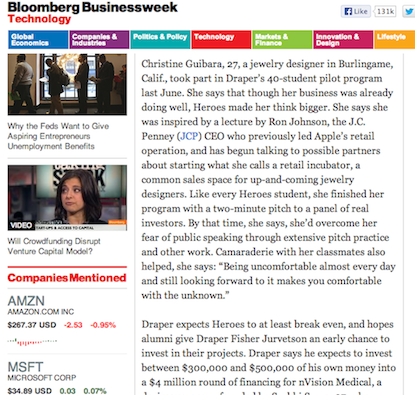 Bloomberg Businessweek
Technology
Like
131k
Global
Economics
Companies &
Industries
Politics & Policy
Technology
Markets &
Finance
Innovation &
Design
Lifestyle
Why the Feds Want to Give
Aspiring Entrepreneurs
Unemployment Benefits
VIDEO
Will Crowdfunding Disrupt
Venture Capital Model?
Companies Mentioned
AMZN
AMAZON.COM INC
$267.37 USD -2.53 -0.95%
MSFT
MICROSOFT CORP
$34.89 USD 0.03 0.07%
Christine Guibara, 27, a jewelry designer in Burlingame,
Calif., took part in Draper's 40-student pilot program
last June. She says that though her business was already
doing well, Heroes made her think bigger. She says she
was inspired by a lecture by Ron Johnson, the J.C.
Penney (JCP) CEO who previously led Apple's retail
operation, and has begun talking to possible partners
about starting what she calls a retail incubator, a
common sales space for up-and-coming jewelry
designers. Like every Heroes student, she finished her
program with a two-minute pitch to a panel of real
investors. By that time, she says, she'd overcome her
fear of public speaking through extensive pitch practice
and other work. Camaraderie with her classmates also
helped, she says: “Being uncomfortable almost every day
and still looking forward to it makes you comfortable
with the unknown.”
Draper expects Heroes to at least break even, and hopes
alumni give Draper Fisher Jurvetson an early chance to
invest in their projects. Draper says he expects to invest
between $300,000 and $500,000 of his own money into
a $4 million round of financing for nVision Medical, a